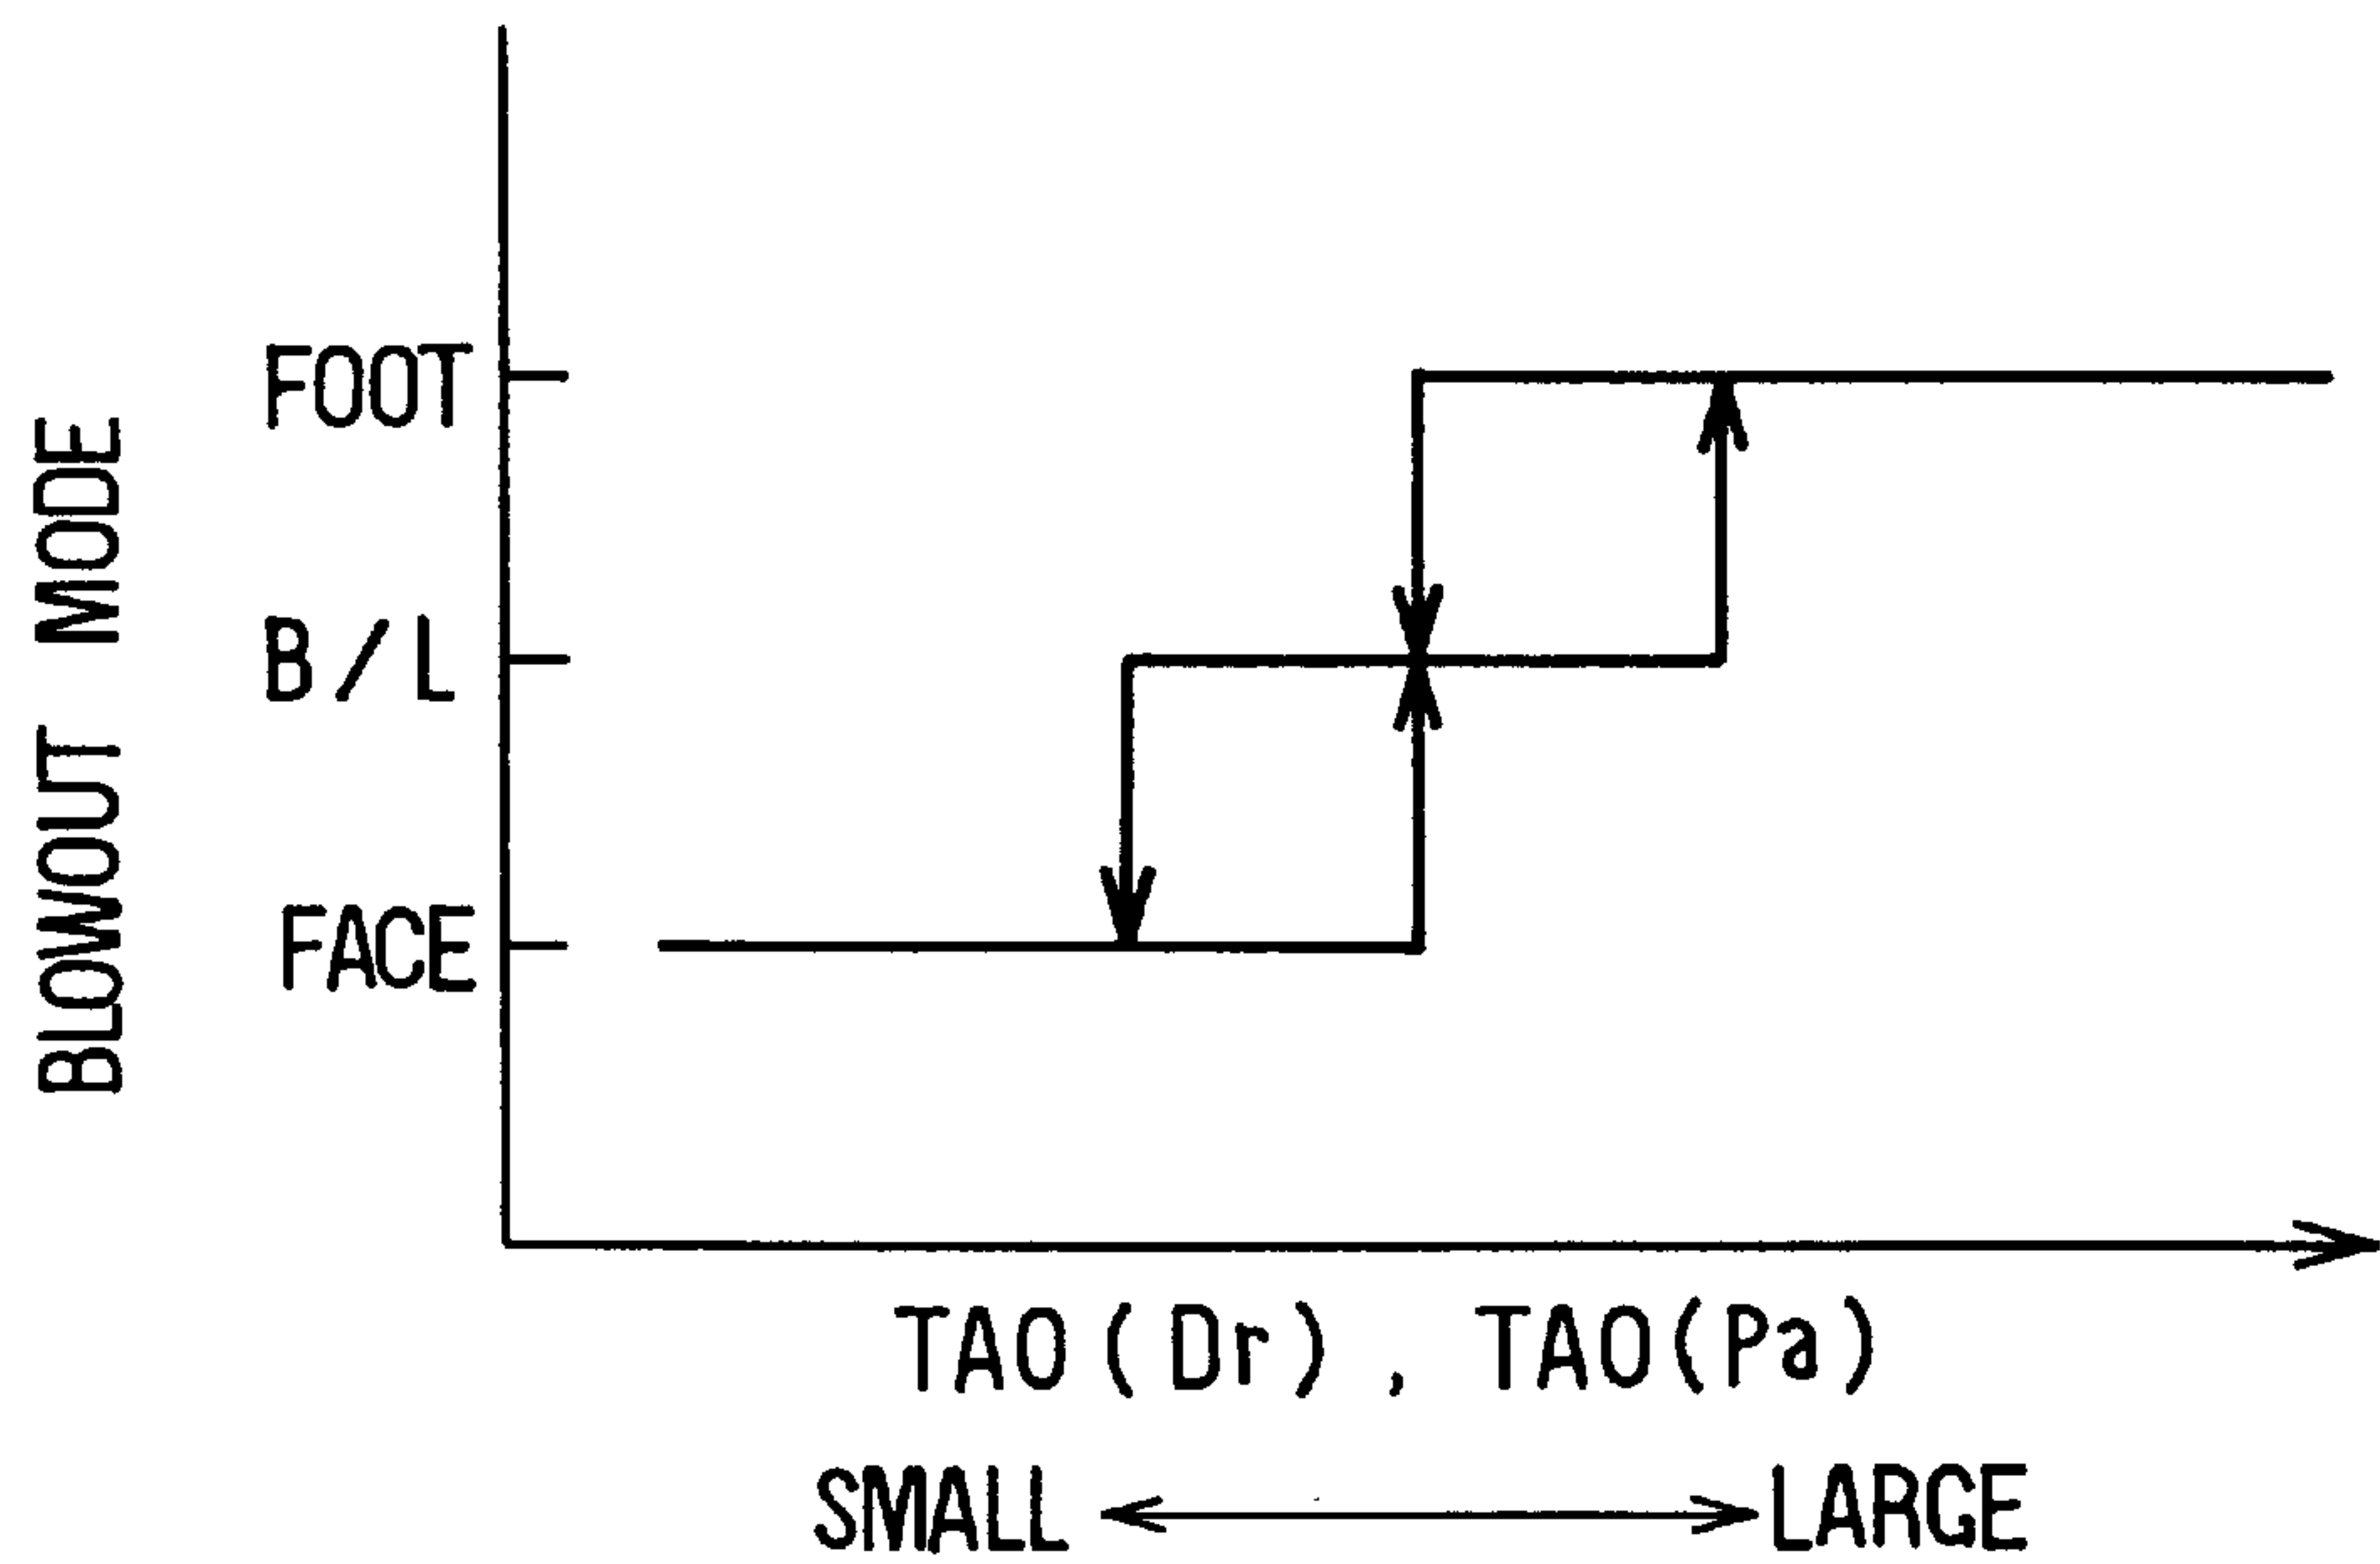 BLOWOUT MODE
FOOT
B/L
FACE
TAO(Dr), TAO(Pa)
SMALL LARGE